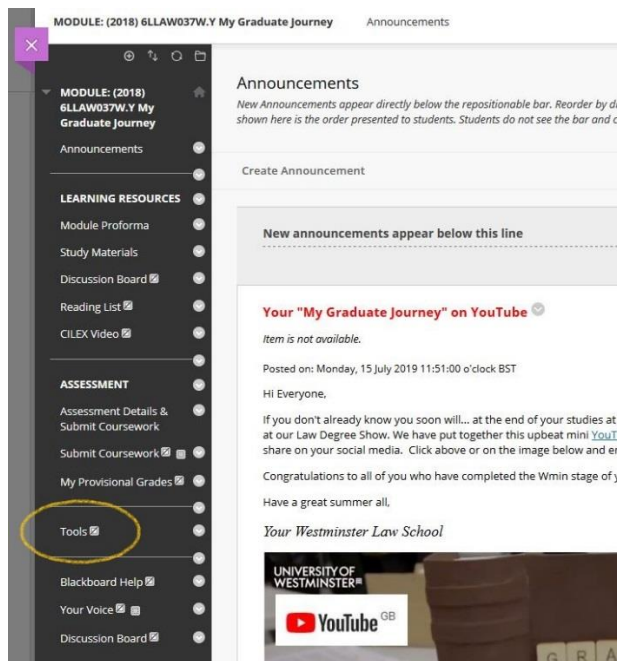 MODULE: (2018) 6LLAW037W.Y My Graduate Journey
Announcements
MODULE: (2018)
6LLAW037W.Y My
Graduate Journey
Announcements
LEARNING RESOURCES
Module Proforma
Study Materials
Discussion Board
Reading List
CILEX Video
ASSESSMENT
Assessment Details &
Submit Coursework
Submit Coursework
My Provisional Grades
Tools
Blackboard Help
Your Voice
Discussion Board
Announcements
New Announcements appear directly below the repositionable bar. Reorder by
shown here is the order presented to students. Students do not see the bar and
Create Announcement
New announcements appear below this line
Your "My Graduate Journey" on YouTube
Item is not available.
Posted on: Monday, 15 July 2019 11:51:00 o'clock BST
Hi Everyone,
If you don't already know you soon will... at the end of your studies at
at our Law Degree Show. We have put together this upbeat mini
share on your social media. Click above or on the image below and
Congratulations to all of you who have completed the Wmin stage of
Have a great summer all,
Your Westminster Law School
UNIVERSITY OF
WESTMINSTER
YouTube GB
G R A